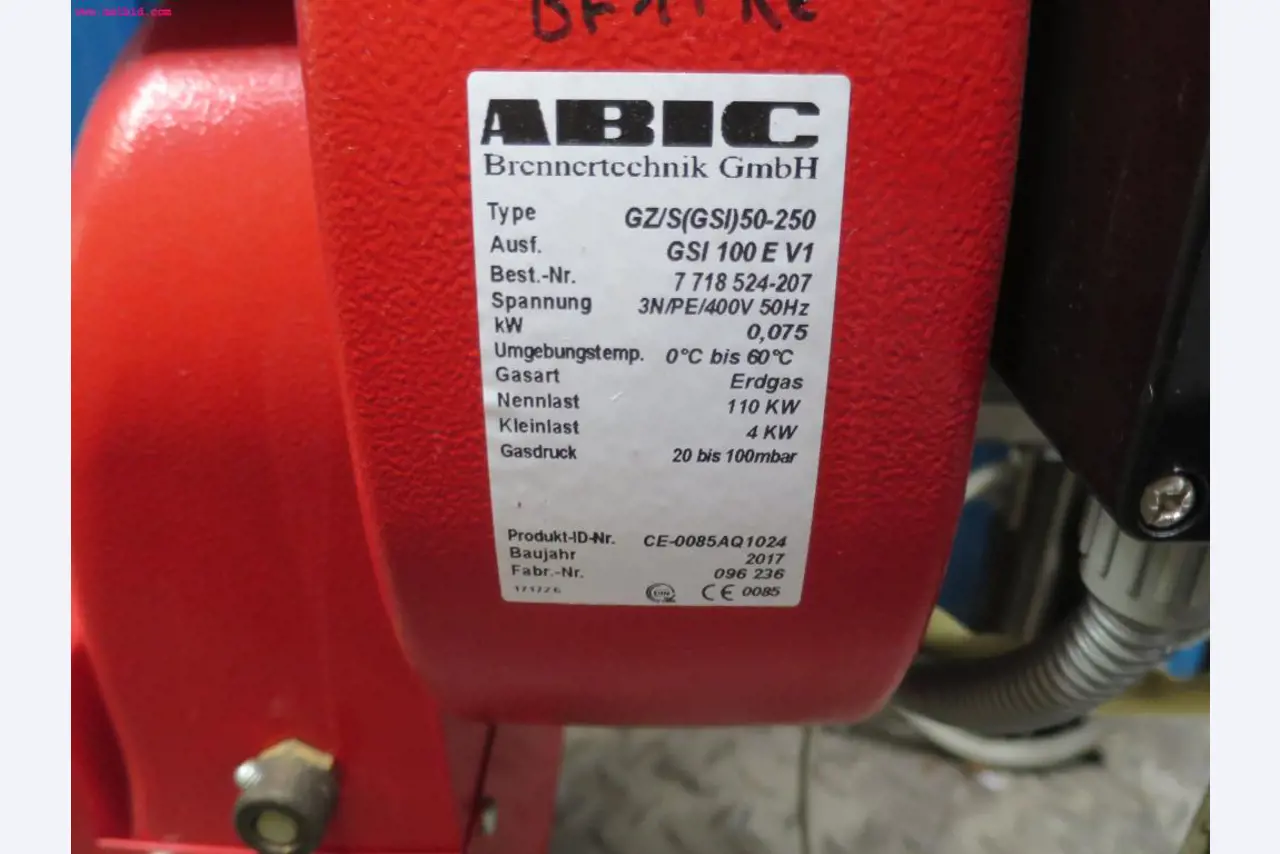 ABIC
Brennertechnik GmbH
Type GZ/S(GSI)50-250
Ausf. GSI 100 E V1
Best.-Nr. 7 718 524-207
Spannung 3N/PE/400V 50Hz
kW 0,075
Umgebungstemp. 0°C bis 60°C
Gasart Erdgas
Nennlast 110 KW
Kleinlast 4 KW
Gasdruck 20 bis 100mbar
Produkt-ID-Nr. CE-0085AQ1024
Baujahr 2017
Fabr.-Nr. 096 236
CE 0085